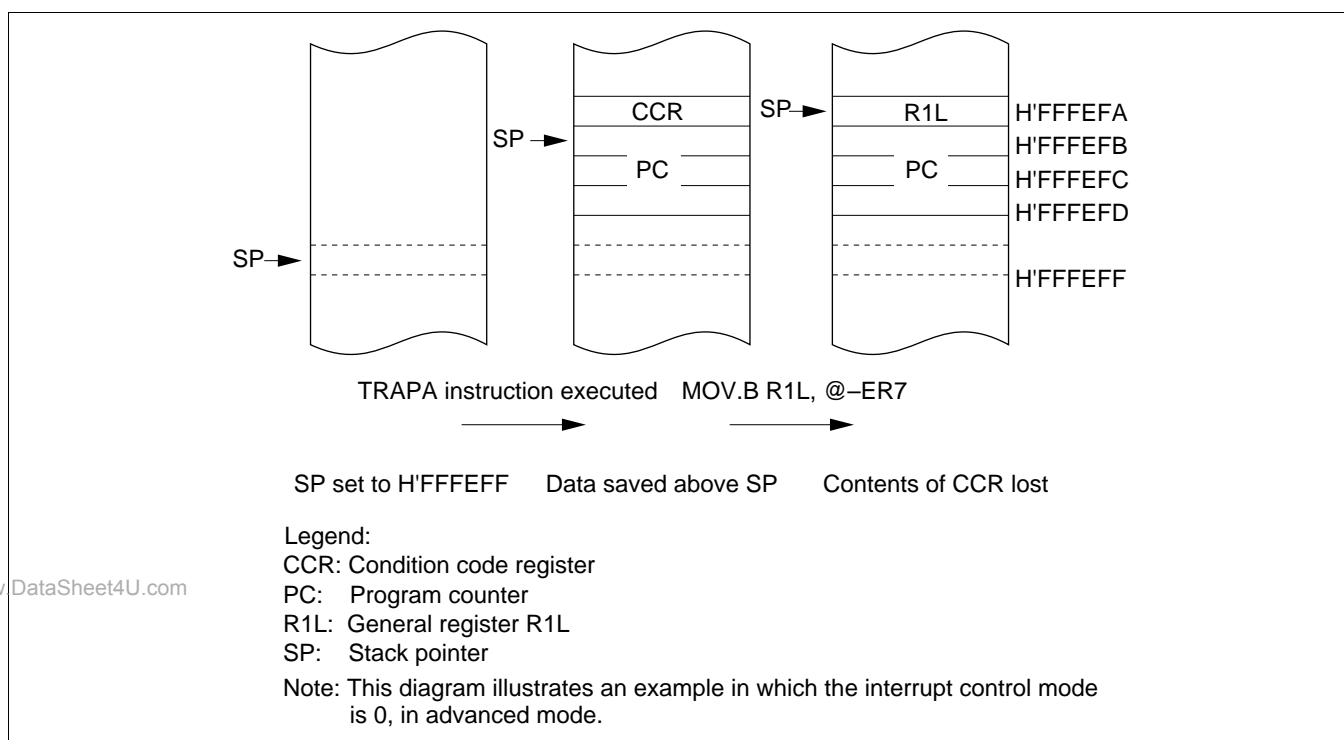 CCR
SP
R1L
H'FFFEFA
SP
H'FFFEFB
PC
PC
H'FFFEFC
H'FFFEFD
SP
H'FFFEFF
TRAPA instruction executed
MOV.B R1L, @–ER7
SP set to H'FFFEFF
Data saved above SP
Contents of CCR lost
Legend:
CCR: Condition code register
PC: Program counter
R1L: General register R1L
SP: Stack pointer
Note: This diagram illustrates an example in which the interrupt control mode
is 0, in advanced mode.
.DataSheet4U.com